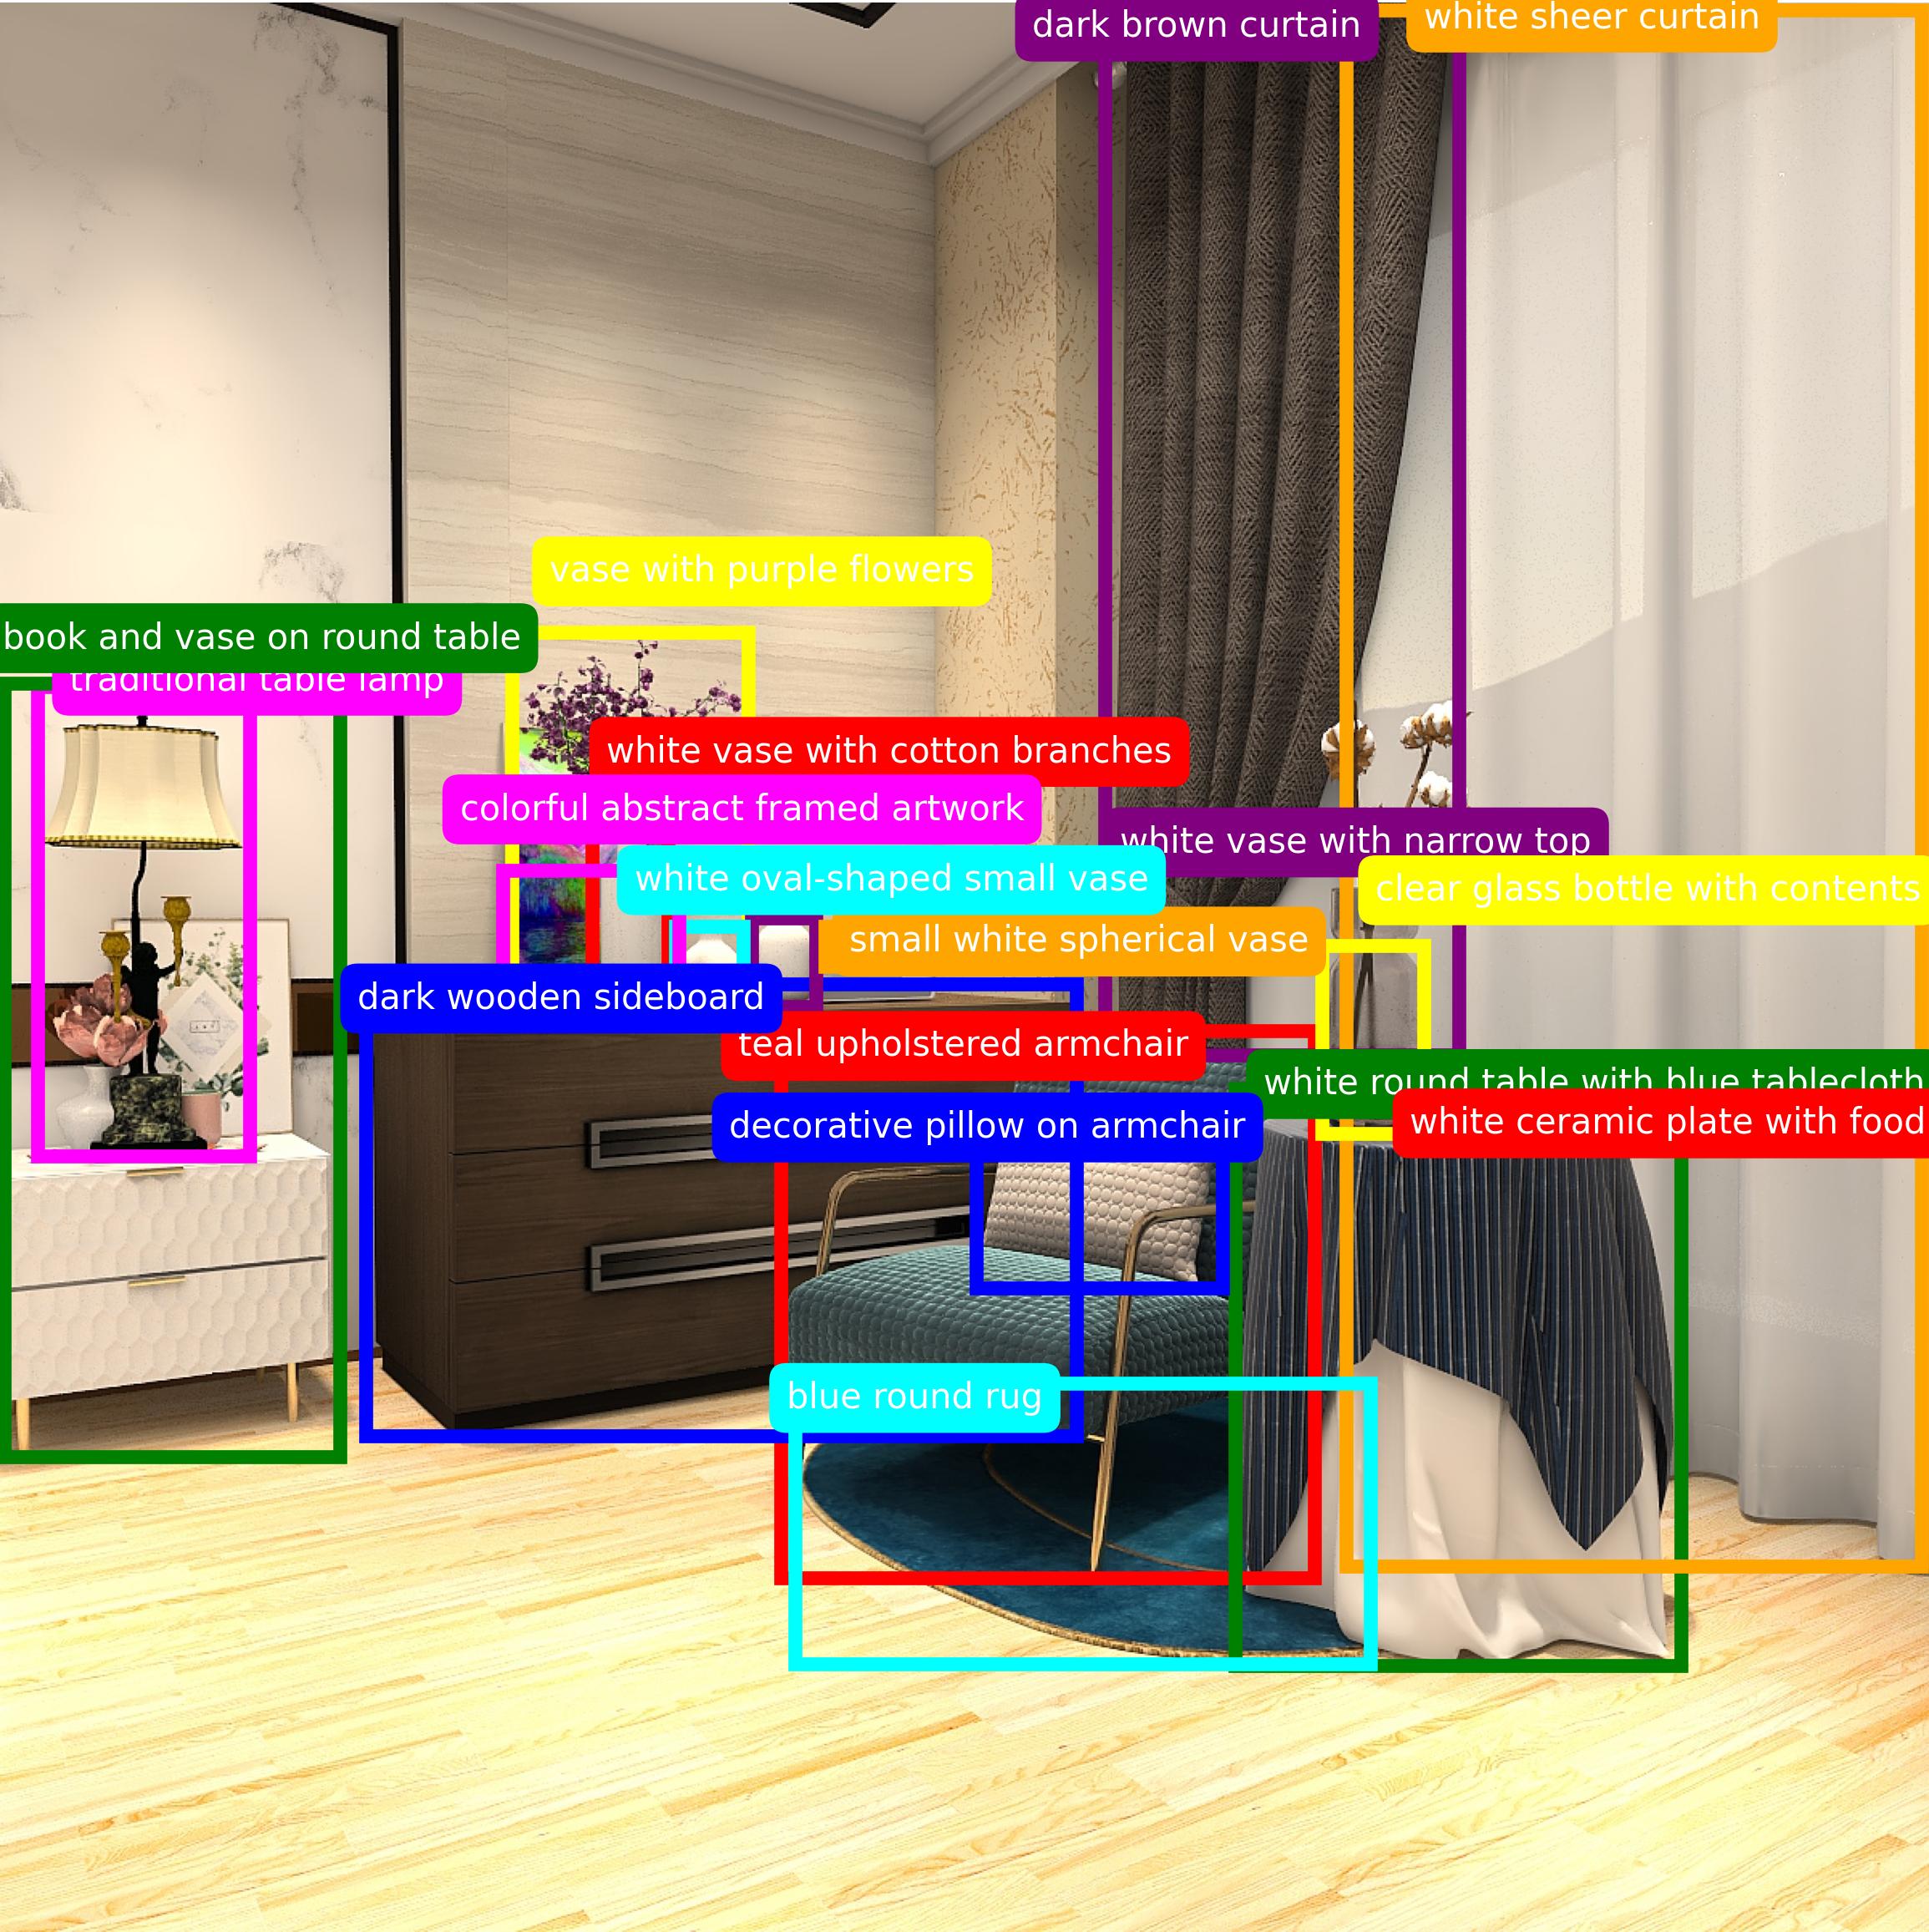 dark brown curtain
white sheer curtain
vase with purple flowers
book and vase on round table
traditional table lamp
white vase with cotton branches
colorful abstract framed artwork
white vase with narrow top
white oval-shaped small vase
clear glass bottle with contents
small white spherical vase
dark wooden sideboard
teal upholstered armchair
white round table with blue tablecloth
white ceramic plate with food
decorative pillow on armchair
blue round rug